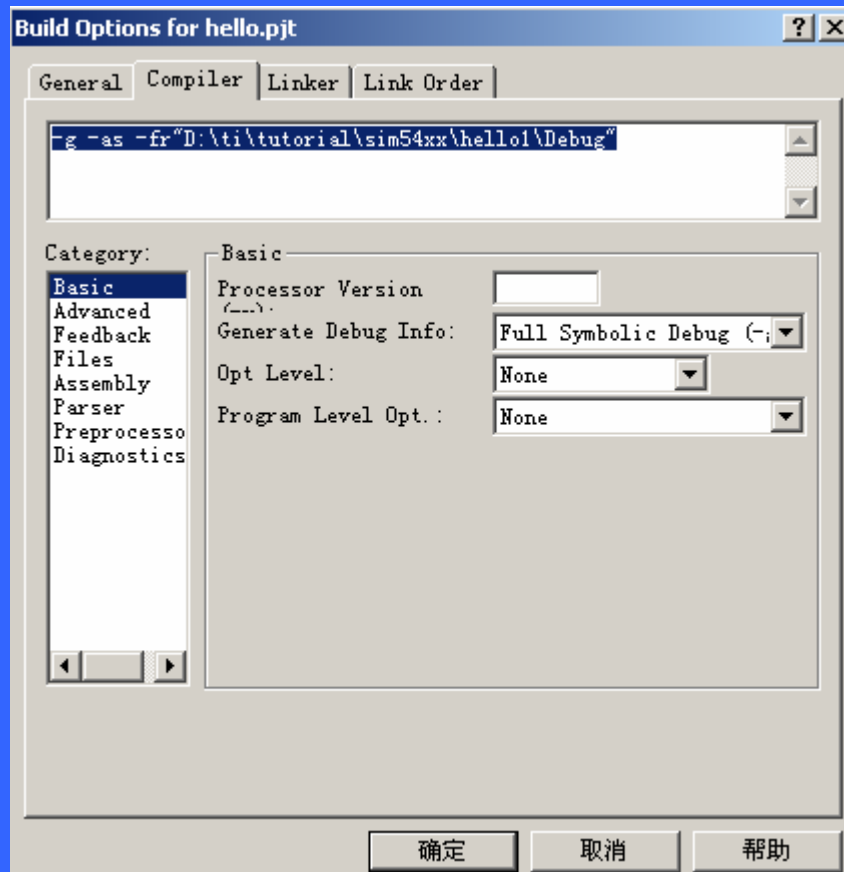 Build Options for hello.pjt
General Compiler Linker Link Order
-g -as -fr"D:\ti\tutorial\sim54xx\hello1\Debug"
Category:
Basic
Advanced
Feedback
Files
Assembly
Parser
Preprocesso
Diagnostics
Basic
Processor Version
Generate Debug Info: Full Symbolic Debug (-
Opt Level: None
Program Level Opt.: None
确定 取消 帮助